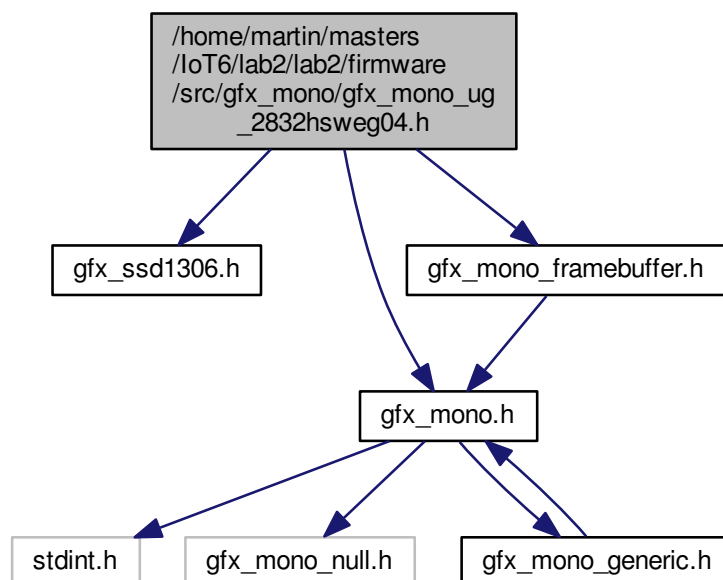 /home/martin/masters
/IoT6/lab2/lab2/firmware
/src/gfx_mono/gfx_mono_ug
_2832hsweg04.h
gfx_ssd1306.h
gfx_mono_framebuffer.h
gfx_mono.h
stdint.h
gfx_mono_null.h
gfx_mono_generic.h